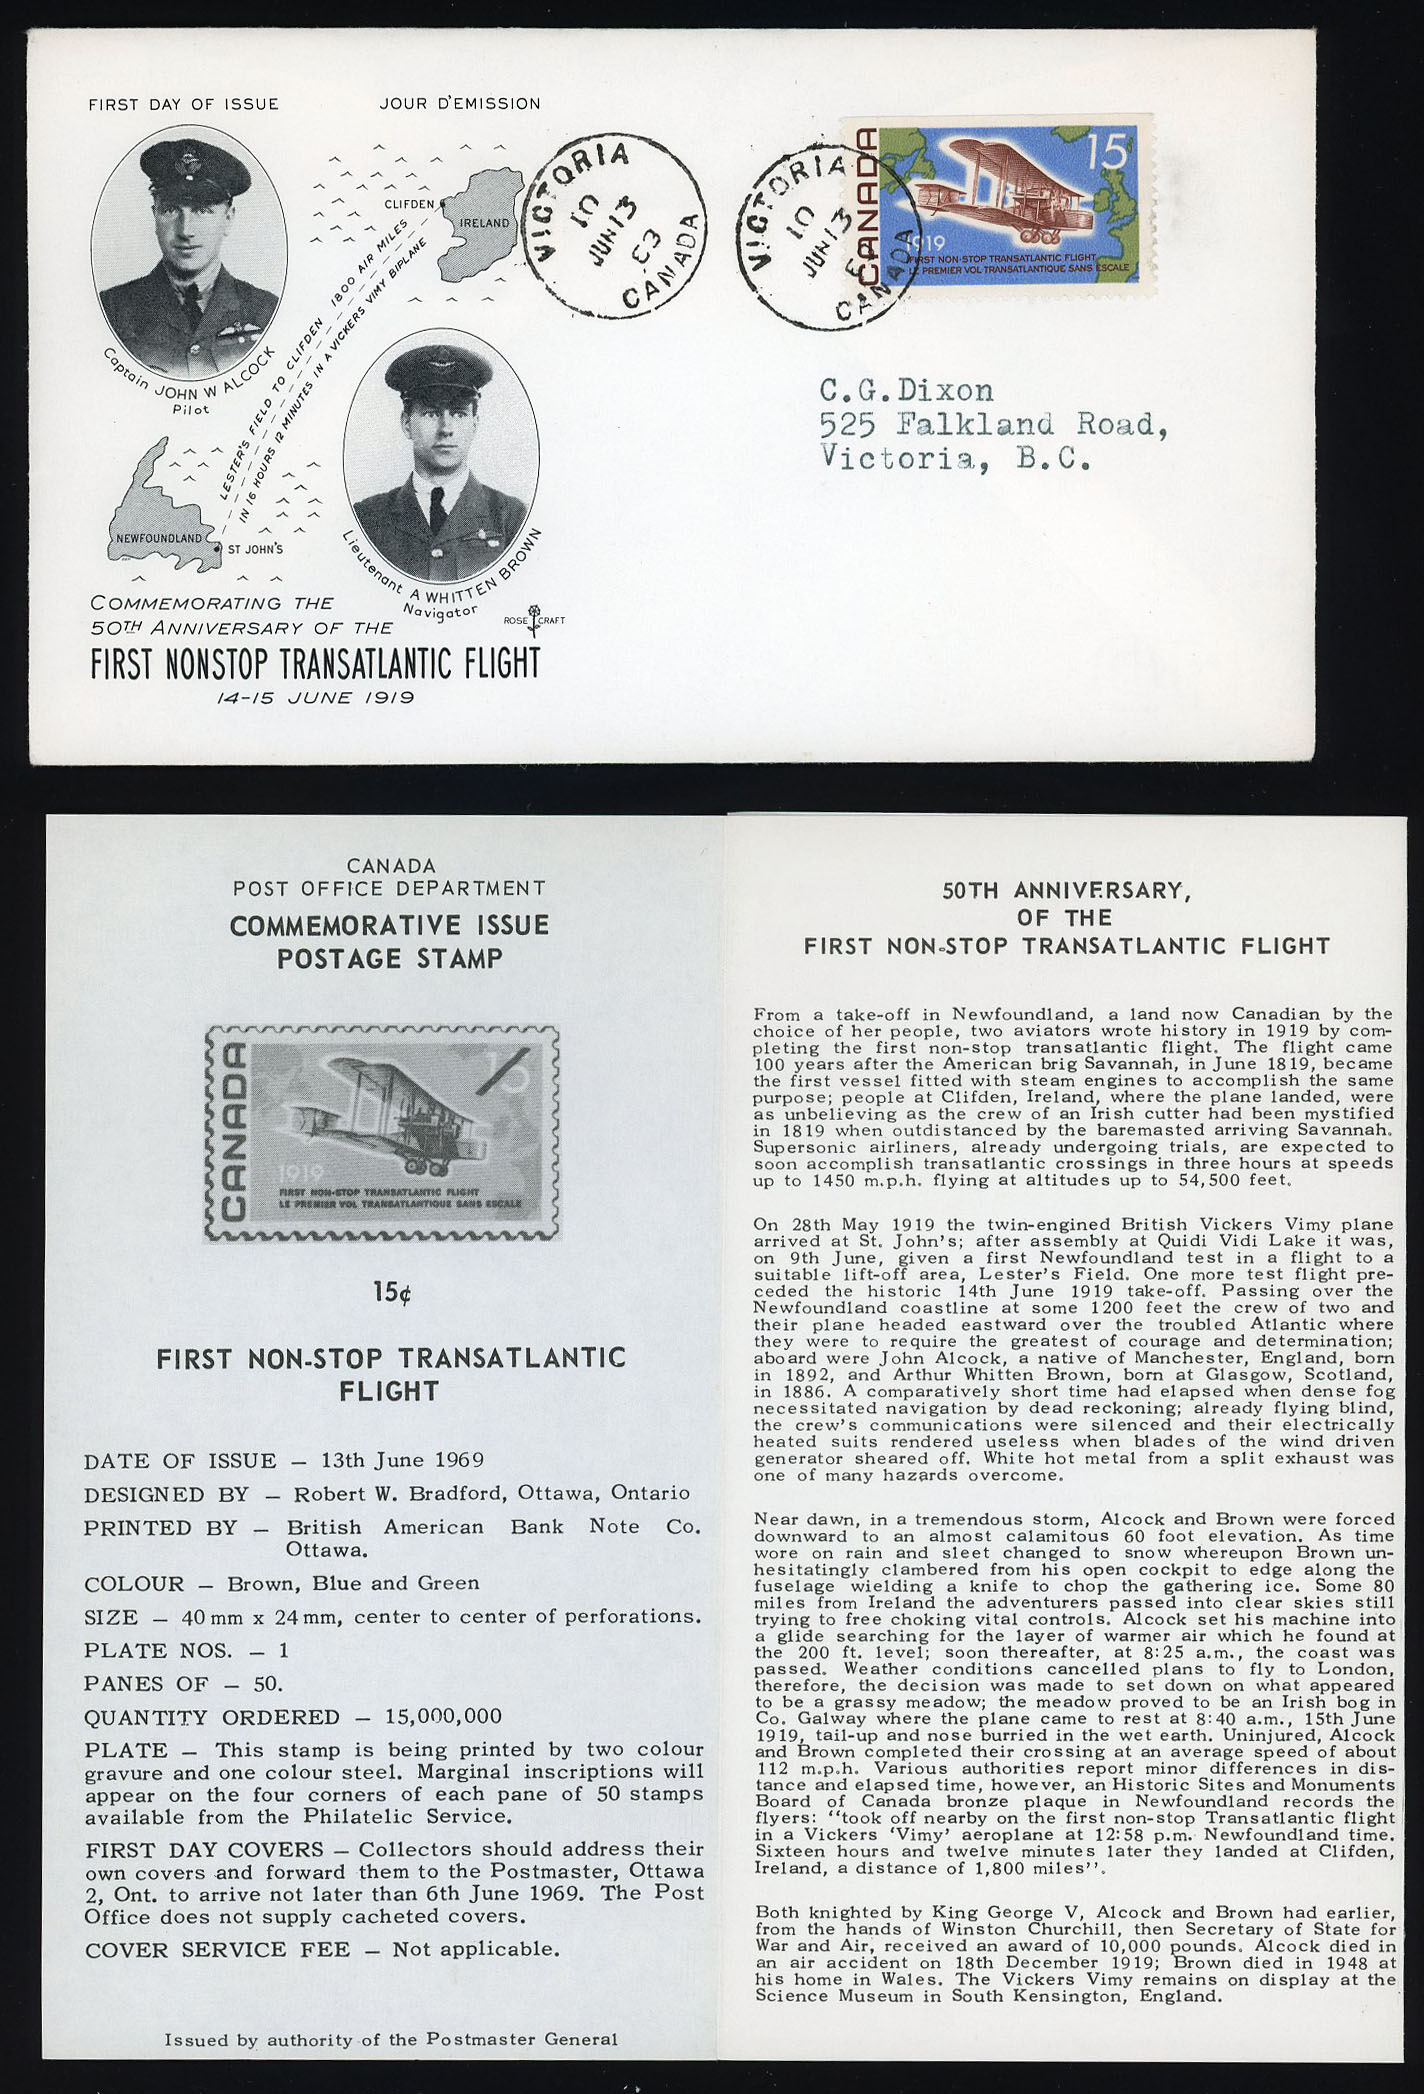 FIRST DAY OF ISSUE
JOUR D'EMISSION
Captain JOHN W ALCOCK
Pilot
CLIFDEN
IRELAND
1800 AIR MILES
LESTER'S FIELD TO CLIFDEN
IN 16 HOURS 12 MINUTES IN A VICKERS VIMY BIPLANE
NEWFOUNDLAND
ST JOHN'S
Lieutenant A WHITTEN BROWN
Navigator
ROSE CRAFT
COMMEMORATING THE
50TH ANNIVERSARY OF THE
FIRST NONSTOP TRANSATLANTIC FLIGHT
14-15 JUNE 1919
VICTORIA
10
JUN 13
CANADA
VICTORIA
10
JUN 13
CANADA
CANADA
15
1919
FIRST NON-STOP TRANSATLANTIC FLIGHT
LE PREMIER VOL TRANSATLANTIQUE SANS ESCALE
C.G.Dixon
525 Falkland Road,
Victoria, B.C.
CANADA
POST OFFICE DEPARTMENT
COMMEMORATIVE ISSUE
POSTAGE STAMP
CANADA
15
1919
FIRST NON-STOP TRANSATLANTIC FLIGHT
LE PREMIER VOL TRANSATLANTIQUE SANS ESCALE
15¢
FIRST NON-STOP TRANSATLANTIC
FLIGHT
DATE OF ISSUE – 13th June 1969
DESIGNED BY – Robert W. Bradford, Ottawa, Ontario
PRINTED BY – British American Bank Note Co.
Ottawa.
COLOUR – Brown, Blue and Green
SIZE – 40 mm x 24 mm, center to center of perforations.
PLATE NOS. – 1
PANES OF – 50.
QUANTITY ORDERED – 15,000,000
PLATE – This stamp is being printed by two colour
gravure and one colour steel. Marginal inscriptions will
appear on the four corners of each pane of 50 stamps
available from the Philatelic Service.
FIRST DAY COVERS – Collectors should address their
own covers and forward them to the Postmaster, Ottawa
2, Ont. to arrive not later than 6th June 1969. The Post
Office does not supply cacheted covers.
COVER SERVICE FEE – Not applicable.
Issued by authority of the Postmaster General
50TH ANNIVERSARY,
OF THE
FIRST NON-STOP TRANSATLANTIC FLIGHT
From a take-off in Newfoundland, a land now Canadian by the
choice of her people, two aviators wrote history in 1919 by com-
pleting the first non-stop transatlantic flight. The flight came
100 years after the American brig Savannah, in June 1819, became
the first vessel fitted with steam engines to accomplish the same
purpose; people at Clifden, Ireland, where the plane landed, were
as unbelieving as the crew of an Irish cutter had been mystified
in 1819 when outdistanced by the baremasted arriving Savannah.
Supersonic airliners, already undergoing trials, are expected to
soon accomplish transatlantic crossings in three hours at speeds
up to 1450 m.p.h. flying at altitudes up to 54,500 feet.
On 28th May 1919 the twin-engined British Vickers Vimy plane
arrived at St. John's; after assembly at Quidi Vidi Lake it was,
on 9th June, given a first Newfoundland test in a flight to a
suitable lift-off area, Lester's Field. One more test flight pre-
ceded the historic 14th June 1919 take-off. Passing over the
Newfoundland coastline at some 1200 feet the crew of two and
their plane headed eastward over the troubled Atlantic where
they were to require the greatest of courage and determination;
aboard were John Alcock, a native of Manchester, England, born
in 1892, and Arthur Whitten Brown, born at Glasgow, Scotland,
in 1886. A comparatively short time had elapsed when dense fog
necessitated navigation by dead reckoning; already flying blind,
the crew's communications were silenced and their electrically
heated suits rendered useless when blades of the wind driven
generator sheared off. White hot metal from a split exhaust was
one of many hazards overcome.
Near dawn, in a tremendous storm, Alcock and Brown were forced
downward to an almost calamitous 60 foot elevation. As time
wore on rain and sleet changed to snow whereupon Brown un-
hesitatingly clambered from his open cockpit to edge along the
fuselage wielding a knife to chop the gathering ice. Some 80
miles from Ireland the adventurers passed into clear skies still
trying to free choking vital controls. Alcock set his machine into
a glide searching for the layer of warmer air which he found at
the 200 ft. level; soon thereafter, at 8:25 a.m., the coast was
passed. Weather conditions cancelled plans to fly to London,
therefore, the decision was made to set down on what appeared
to be a grassy meadow; the meadow proved to be an Irish bog in
Co. Galway where the plane came to rest at 8:40 a.m., 15th June
1919, tail-up and nose burried in the wet earth. Uninjured, Alcock
and Brown completed their crossing at an average speed of about
112 m.p.h. Various authorities report minor differences in dis-
tance and elapsed time, however, an Historic Sites and Monuments
Board of Canada bronze plaque in Newfoundland records the
flyers: "took off nearby on the first non-stop Transatlantic flight
in a Vickers 'Vimy' aeroplane at 12:58 p.m. Newfoundland time.
Sixteen hours and twelve minutes later they landed at Clifden,
Ireland, a distance of 1,800 miles".
Both knighted by King George V, Alcock and Brown had earlier,
from the hands of Winston Churchill, then Secretary of State for
War and Air, received an award of 10,000 pounds. Alcock died in
an air accident on 18th December 1919; Brown died in 1948 at
his home in Wales. The Vickers Vimy remains on display at the
Science Museum in South Kensington, England.